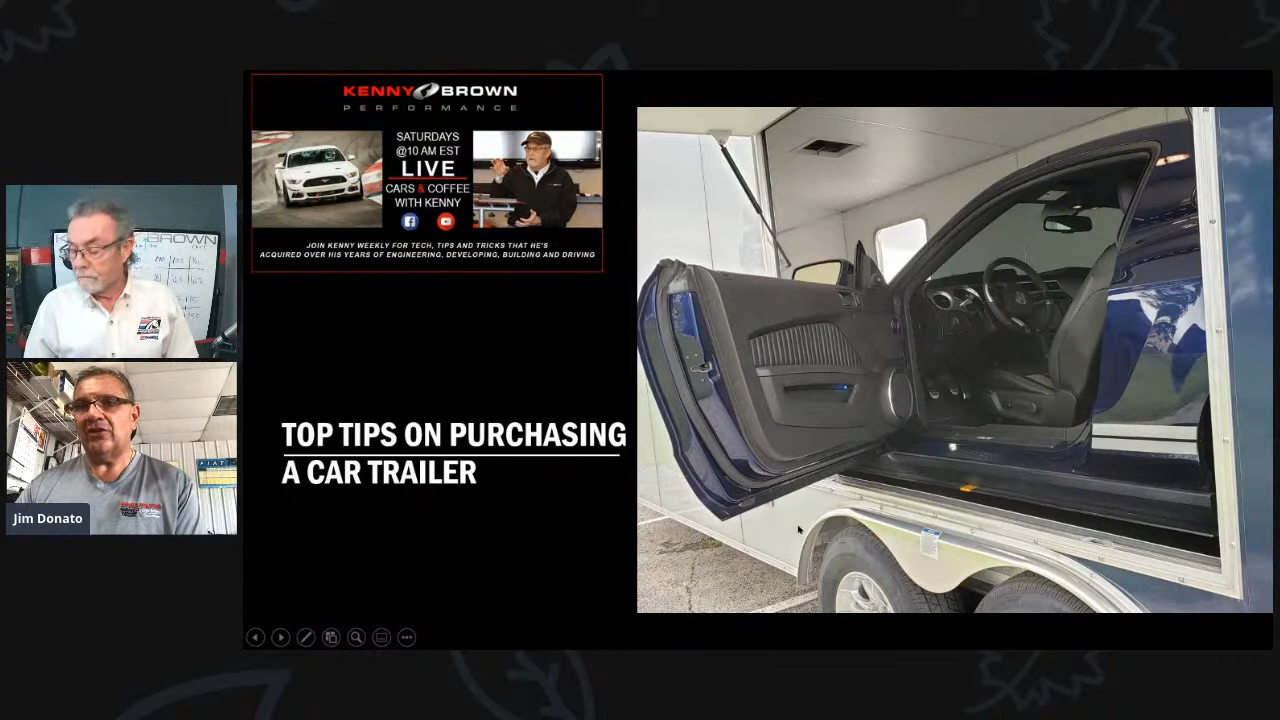 KENNY BROWN
PERFORMANCE
SATURDAYS
@10 AM EST
LIVE
CARS & COFFEE
WITH KENNY
JOIN KENNY WEEKLY FOR TECH, TIPS AND TRICKS THAT HE'S
ACQUIRED OVER HIS YEARS OF ENGINEERING, DEVELOPING, BUILDING AND DRIVING
TOP TIPS ON PURCHASING
A CAR TRAILER
BROWN
FIAT
Jim Donato